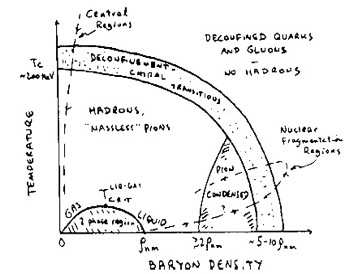 Central
Regions
DECONFINED QUARKS
AND GLUONS
—
NO HADRONS
Tc
~200 MeV
DECONFINEMENT
CHIRAL TRANSITIONS
HADRONS,
"MASSLESS" PIONS
Nuclear
Fragmentation
Regions
TEMPERATURE
PION
CONDENSED
?
T LIQ-GAS
CRIT
GAS
LIQUID
2 phase region
0
ρnm
≳2ρnm
~5-10ρnm
BARYON DENSITY